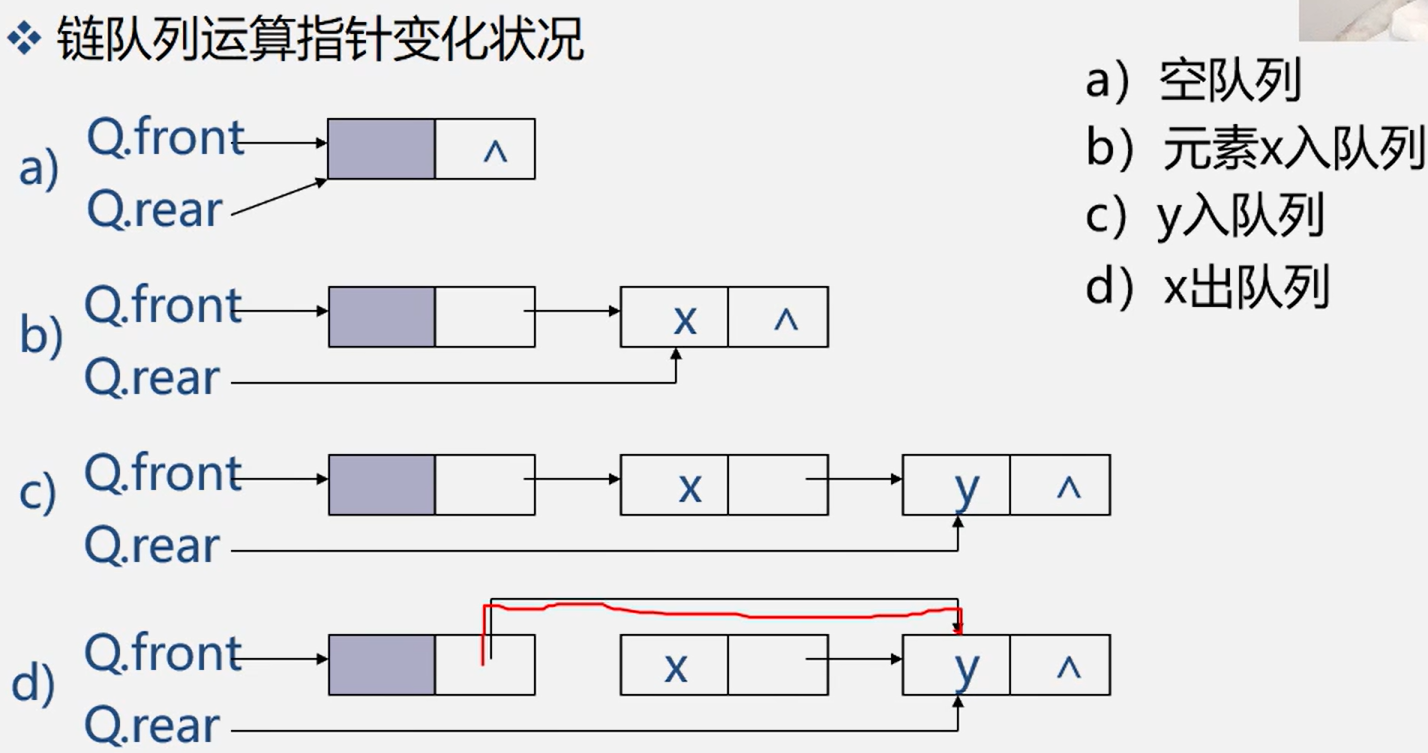 ❖ 链队列运算指针变化状况
a）空队列
b）元素x入队列
c）y入队列
d）x出队列
a)
Q.front
^
Q.rear
b)
Q.front
x ^
Q.rear
c)
Q.front
x y ^
Q.rear
d)
Q.front
x y ^
Q.rear